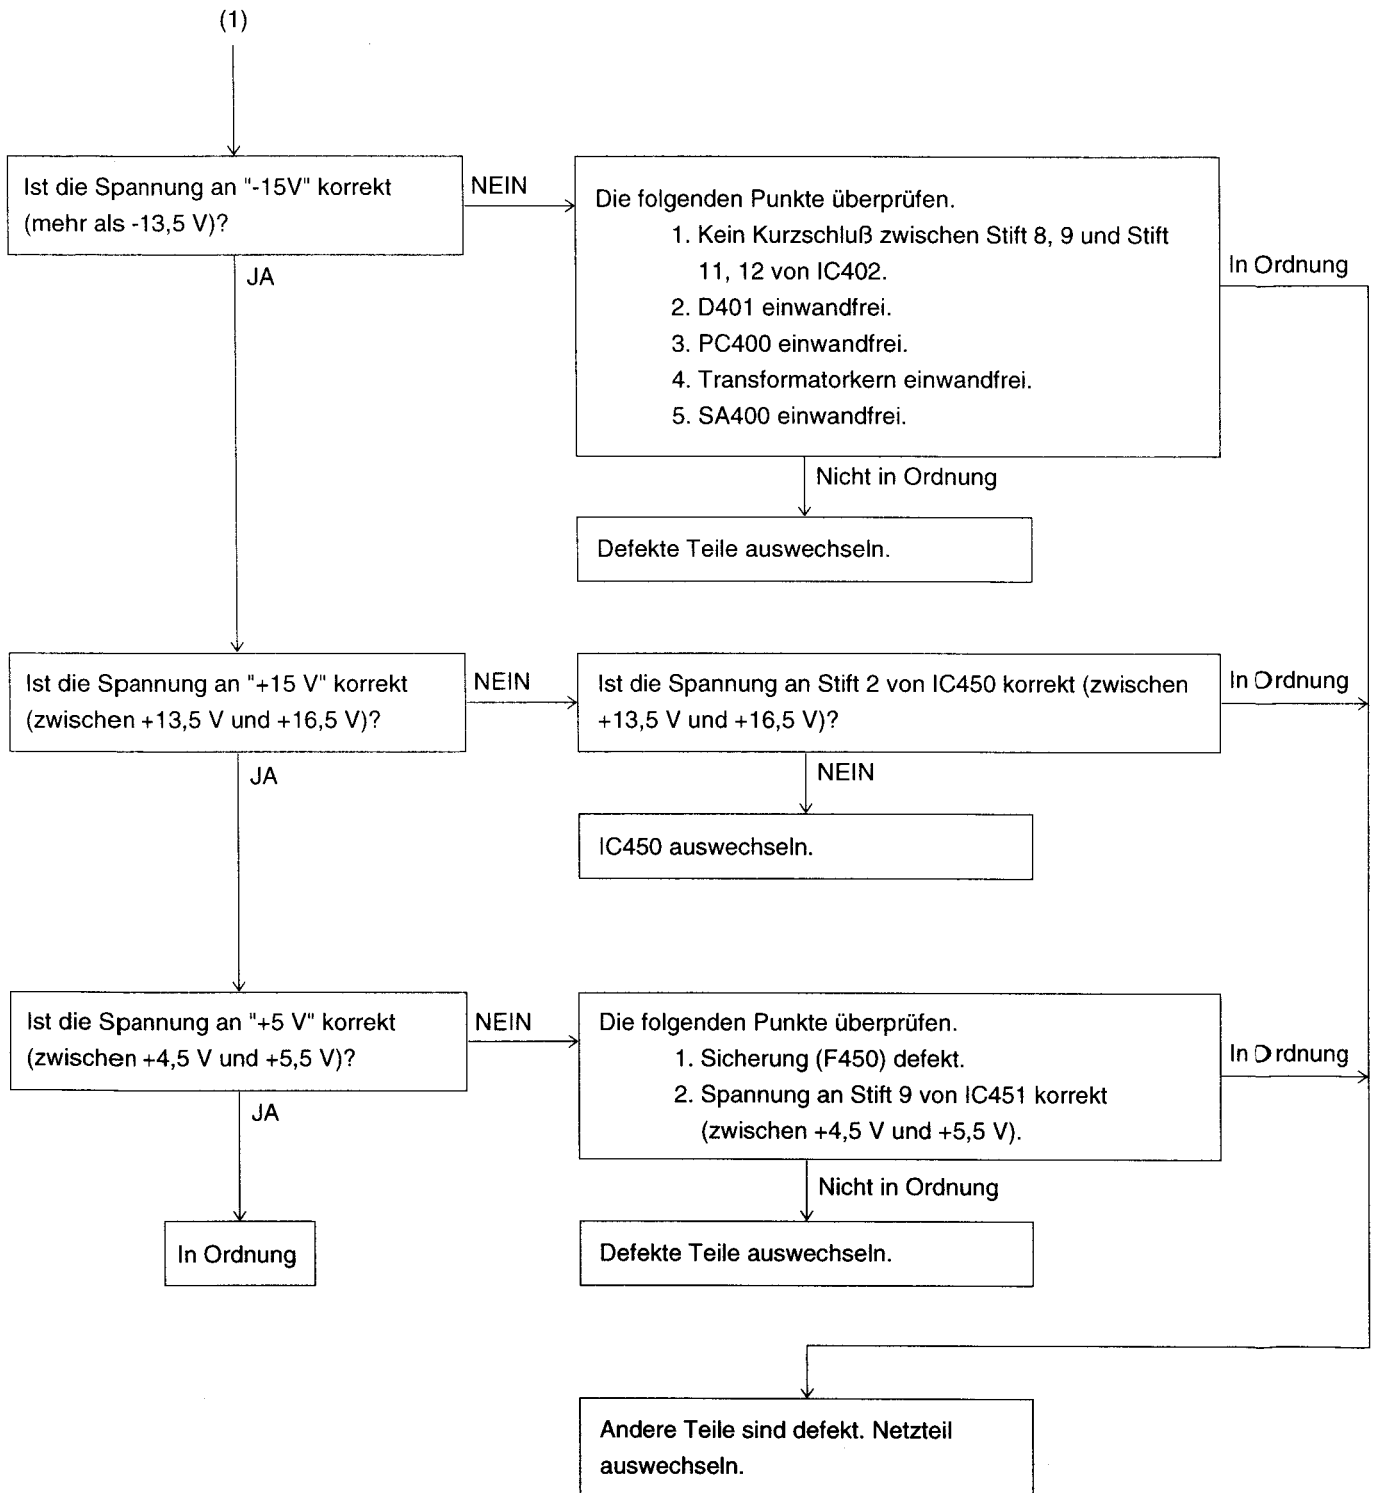 (1)
Ist die Spannung an "-15V" korrekt
(mehr als -13,5 V)?
NEIN
JA
Die folgenden Punkte überprüfen.
1. Kein Kurzschluß zwischen Stift 8, 9 und Stift
11, 12 von IC402.
2. D401 einwandfrei.
3. PC400 einwandfrei.
4. Transformatorkern einwandfrei.
5. SA400 einwandfrei.
In Ordnung
Nicht in Ordnung
Defekte Teile auswechseln.
Ist die Spannung an "+15 V" korrekt
(zwischen +13,5 V und +16,5 V)?
NEIN
JA
Ist die Spannung an Stift 2 von IC450 korrekt (zwischen
+13,5 V und +16,5 V)?
In Ordnung
NEIN
IC450 auswechseln.
Ist die Spannung an "+5 V" korrekt
(zwischen +4,5 V und +5,5 V)?
NEIN
JA
Die folgenden Punkte überprüfen.
1. Sicherung (F450) defekt.
2. Spannung an Stift 9 von IC451 korrekt
(zwischen +4,5 V und +5,5 V).
In Ordnung
Nicht in Ordnung
In Ordnung
Defekte Teile auswechseln.
Andere Teile sind defekt. Netzteil
auswechseln.